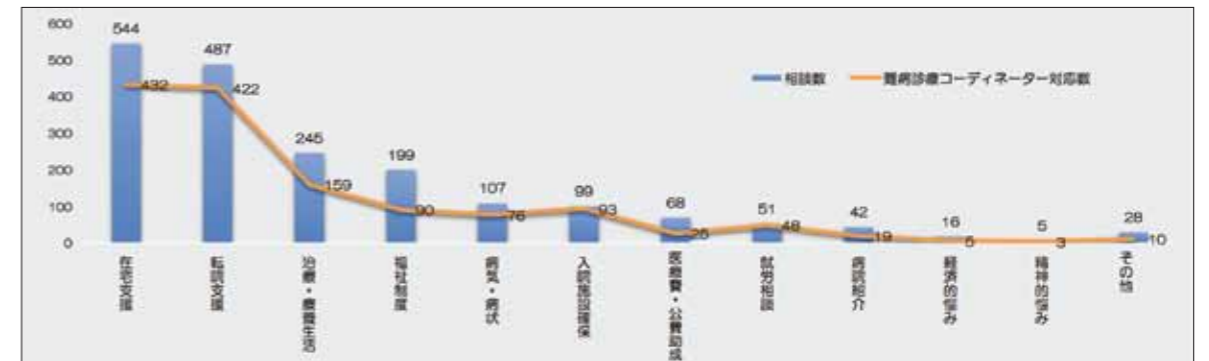 600
500
400
300
200
100
0
544
487
245
199
107
99
68
51
42
16
5
28
432
422
159
90
76
93
25
48
19
5
3
10
相談数
難病診療コーディネーター対応数
在宅支援
転院支援
治療・療養生活
福祉制度
病気・病状
入院施設確保
医療費・公費助成
就労相談
病院紹介
経済的悩み
精神的悩み
その他